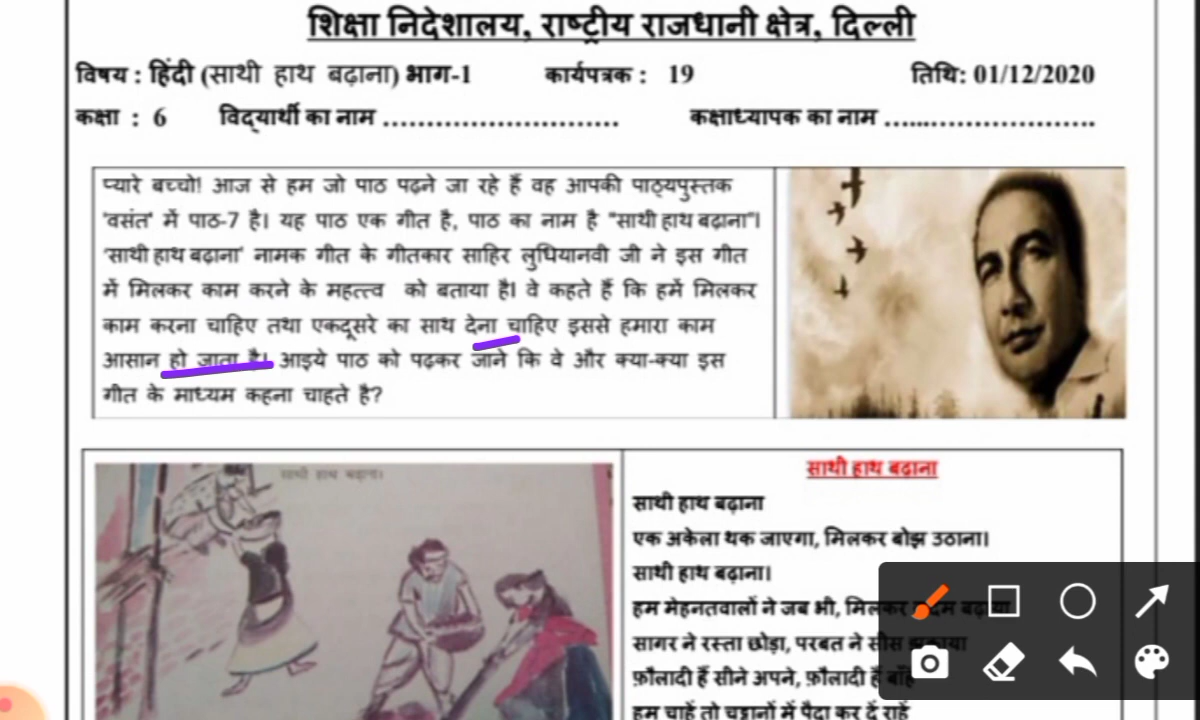 शिक्षा निदेशालय, राष्ट्रीय राजधानी क्षेत्र, दिल्ली
विषय : हिंदी (साथी हाथ बढ़ाना) भाग-1 कार्यपत्रक : 19 तिथि: 01/12/2020
कक्षा : 6 विद्यार्थी का नाम ........................... कक्षाध्यापक का नाम ...........................
प्यारे बच्चो! आज से हम जो पाठ पढ़ने जा रहे हैं वह आपकी पाठ्यपुस्तक
'वसंत' में पाठ-7 है। यह पाठ एक गीत है, पाठ का नाम है "साथी हाथ बढ़ाना"।
'साथी हाथ बढ़ाना' नामक गीत के गीतकार साहिर लुधियानवी जी ने इस गीत
में मिलकर काम करने के महत्त्व को बताया है। वे कहते हैं कि हमें मिलकर
काम करना चाहिए तथा एकदूसरे का साथ देना चाहिए इससे हमारा काम
आसान हो जाता है। आइये पाठ को पढ़कर जाने कि वे और क्या-क्या इस
गीत के माध्यम कहना चाहते है?
साथी हाथ बढ़ाना।
साथी हाथ बढ़ाना
साथी हाथ बढ़ाना
एक अकेला थक जाएगा, मिलकर बोझ उठाना।
साथी हाथ बढ़ाना।
हम मेहनतवालों ने जब भी, मिलकर
सागर ने रस्ता छोड़ा, परबत ने सीस
फ़ौलादी हैं सीने अपने, फ़ौलादी हैं बाँहें
हम चाहें तो चट्टानों में पैदा कर दें राहें